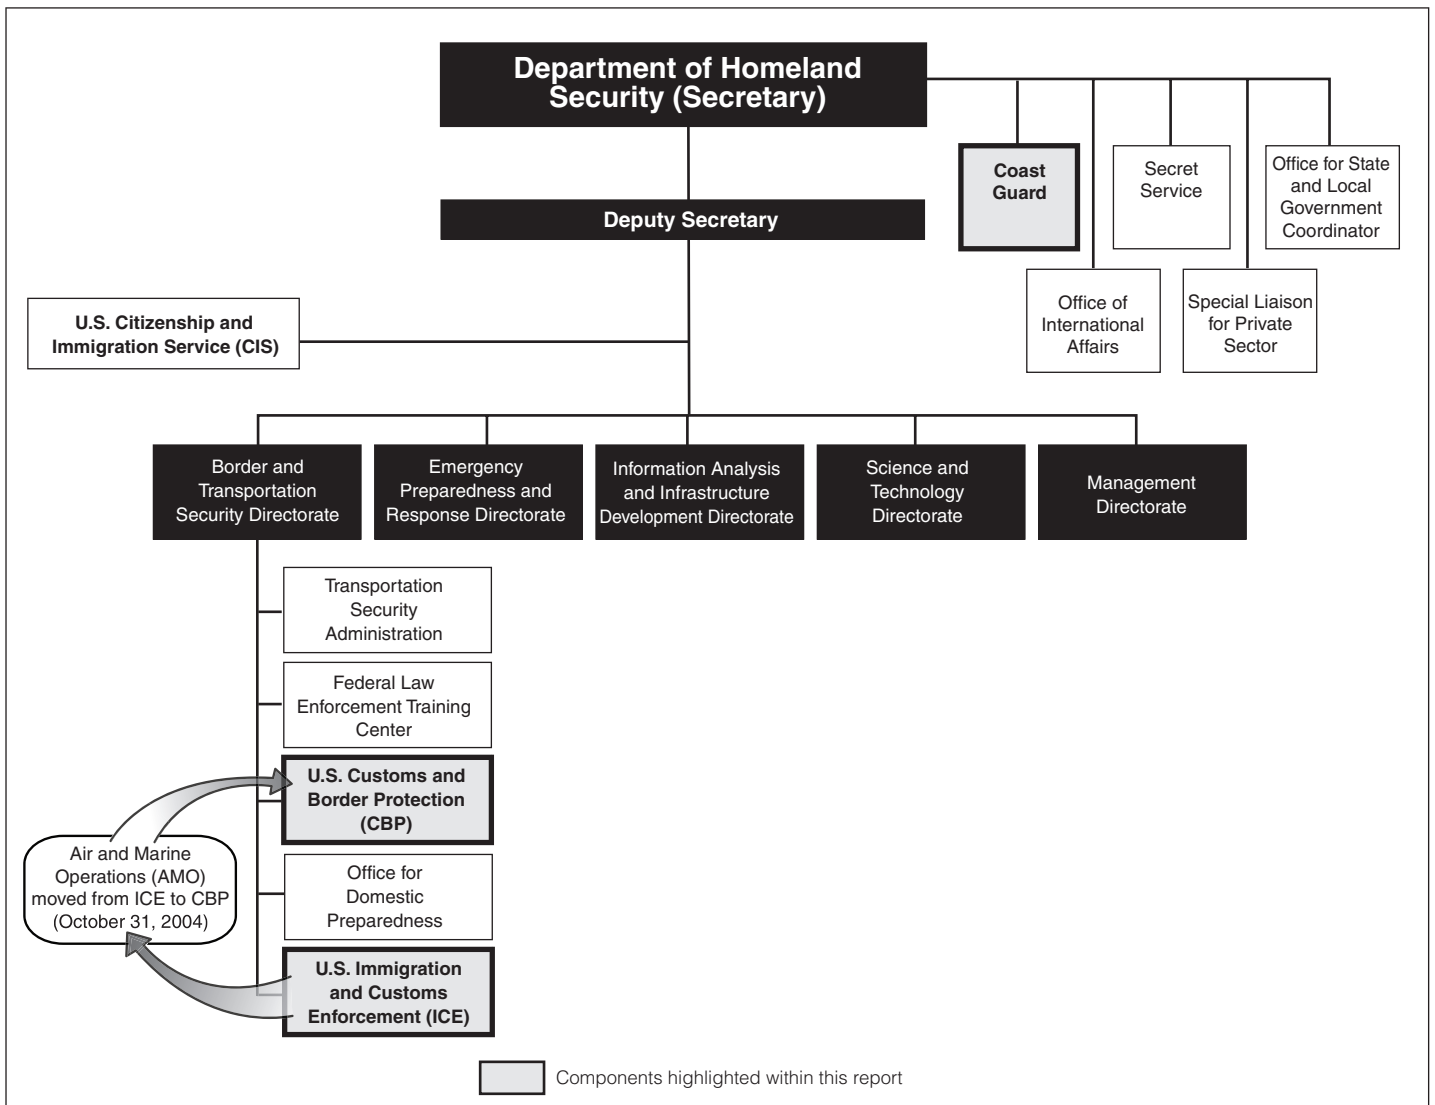 Department of Homeland
Security (Secretary)
Deputy Secretary
Coast
Guard
Secret
Service
Office for State
and Local
Government
Coordinator
Office of
International
Affairs
Special Liaison
for Private
Sector
U.S. Citizenship and
Immigration Service (CIS)
Border and
Transportation
Security Directorate
Emergency
Preparedness and
Response Directorate
Information Analysis
and Infrastructure
Development Directorate
Science and
Technology
Directorate
Management
Directorate
Transportation
Security
Administration
Federal Law
Enforcement Training
Center
U.S. Customs and
Border Protection
(CBP)
Air and Marine
Operations (AMO)
moved from ICE to CBP
(October 31, 2004)
Office for
Domestic
Preparedness
U.S. Immigration
and Customs
Enforcement (ICE)
Components highlighted within this report